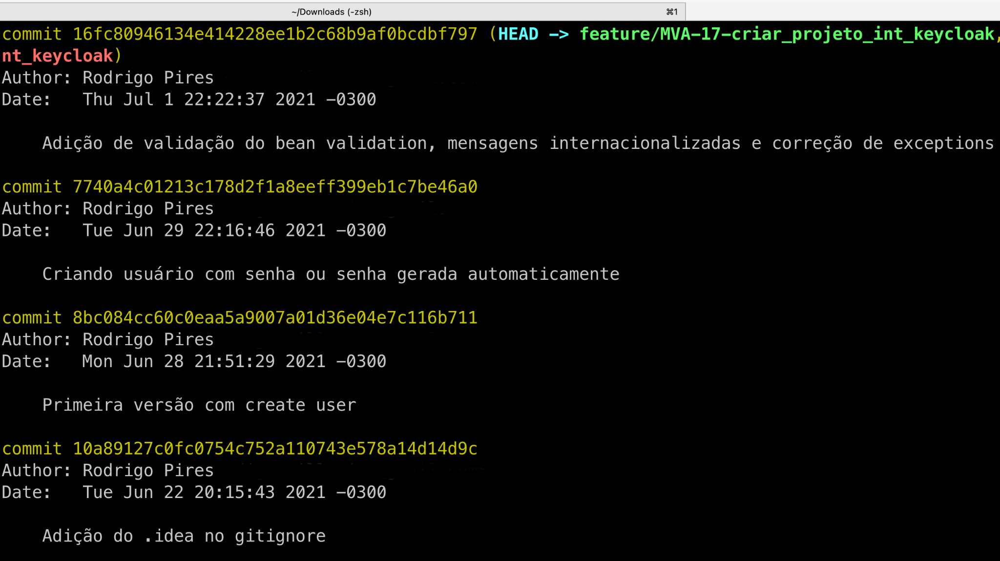 ~/Downloads (-zsh) ⌘1
commit 16fc80946134e414228ee1b2c68b9af0bcdbf797 (HEAD -> feature/MVA-17-criar_projeto_int_keycloak,
nt_keycloak)
Author: Rodrigo Pires
Date:   Thu Jul 1 22:22:37 2021 -0300
Adição de validação do bean validation, mensagens internacionalizadas e correção de exceptions
commit 7740a4c01213c178d2f1a8eeff399eb1c7be46a0
Author: Rodrigo Pires
Date:   Tue Jun 29 22:16:46 2021 -0300
Criando usuário com senha ou senha gerada automaticamente
commit 8bc084cc60c0eaa5a9007a01d36e04e7c116b711
Author: Rodrigo Pires
Date:   Mon Jun 28 21:51:29 2021 -0300
Primeira versão com create user
commit 10a89127c0fc0754c752a110743e578a14d14d9c
Author: Rodrigo Pires
Date:   Tue Jun 22 20:15:43 2021 -0300
Adição do .idea no gitignore